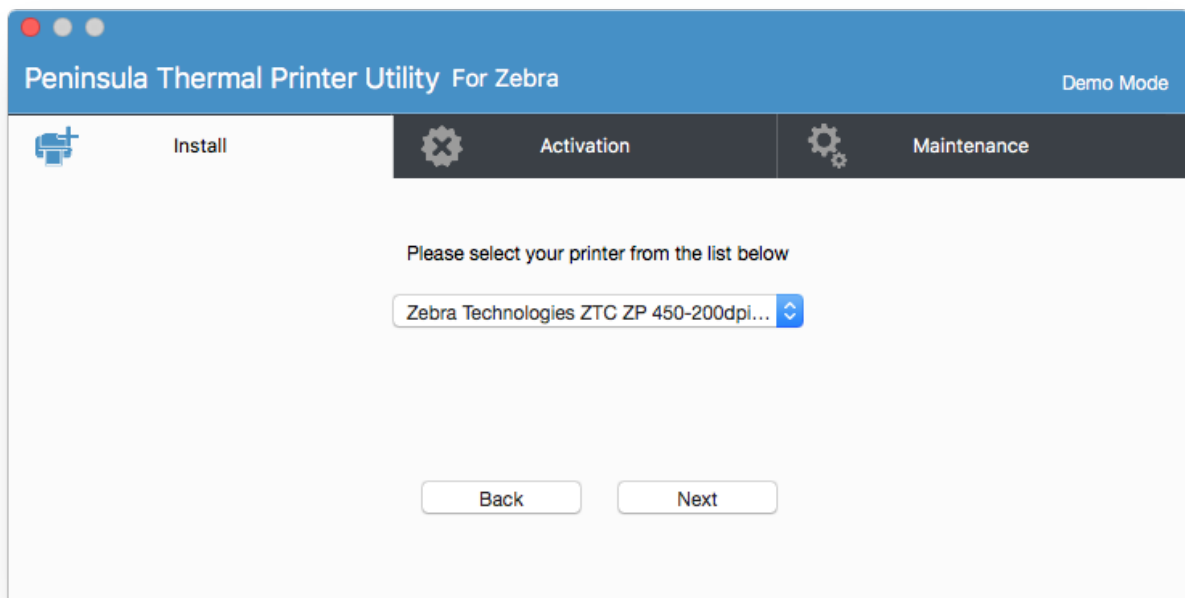 Peninsula Thermal Printer Utility For Zebra
Demo Mode
Install
Activation
Maintenance
Please select your printer from the list below
Zebra Technologies ZTC ZP 450-200dpi...
Back
Next